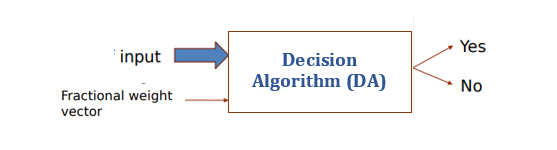 input
Fractional weight
vector
Decision
Algorithm (DA)
Yes
No